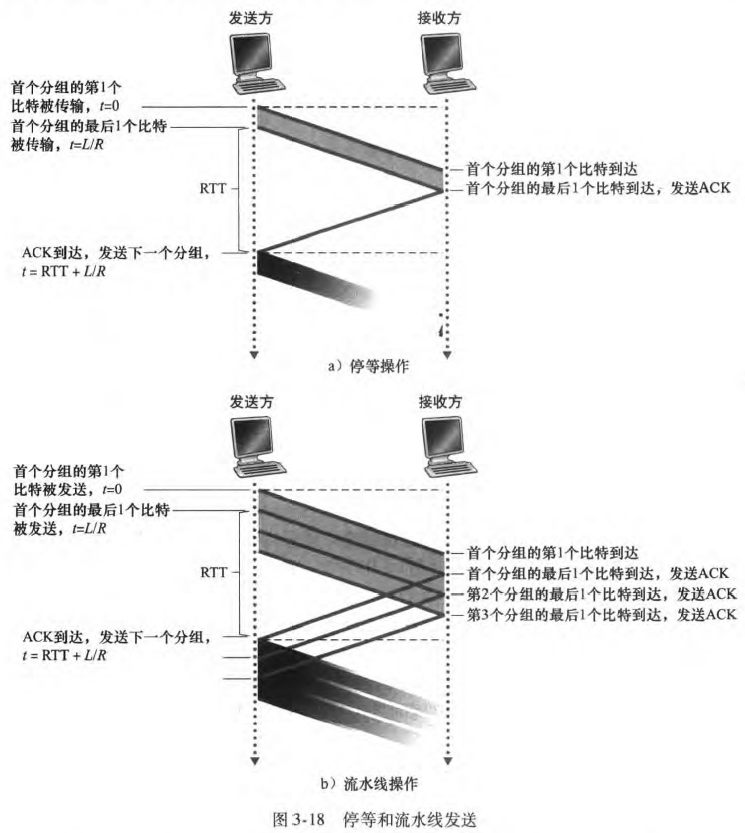 发送方
接收方
首个分组的第1个
比特被传输，t=0
首个分组的最后1个比特
被传输，t=L/R
首个分组的第1个比特到达
首个分组的最后1个比特到达，发送ACK
RTT
ACK到达，发送下一个分组，
t = RTT + L/R
a）停等操作
发送方
接收方
首个分组的第1个
比特被发送，t=0
首个分组的最后1个比特
被发送，t=L/R
首个分组的第1个比特到达
首个分组的最后1个比特到达，发送ACK
RTT
第2个分组的最后1个比特到达，发送ACK
第3个分组的最后1个比特到达，发送ACK
ACK到达，发送下一个分组，
t = RTT + L/R
b）流水线操作
图 3-18 停等和流水线发送